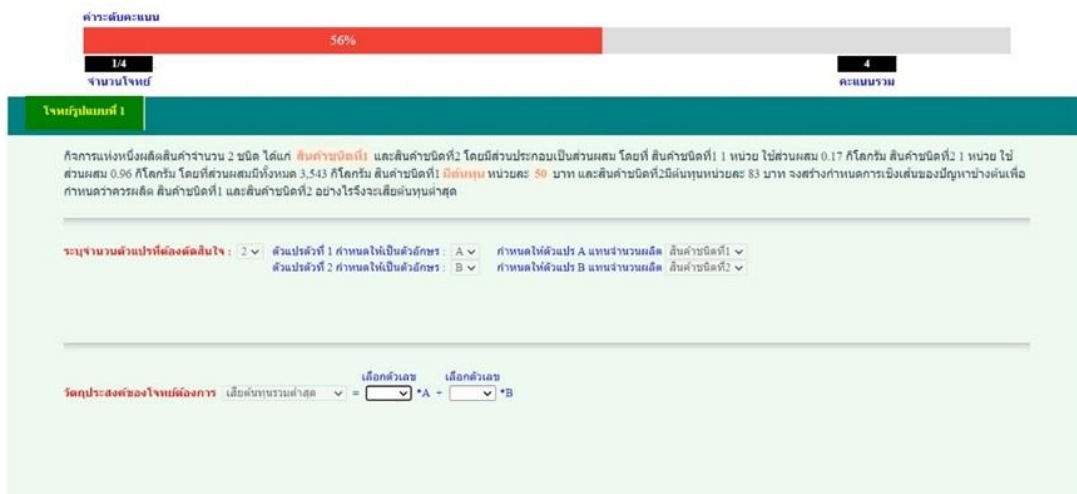 ค่าระดับคะแนน
56%
1/4
4
จำนวนโจทย์
คะแนนรวม
โจทย์รูปแบบที่ 1
กิจการแห่งหนึ่งผลิตสินค้าจำนวน 2 ชนิด ได้แก่ สินค้าชนิดที่1 และสินค้าชนิดที่2 โดยมีส่วนประกอบเป็นส่วนผสม โดยที่ สินค้าชนิดที่1 1 หน่วย ใช้ส่วนผสม 0.17 กิโลกรัม สินค้าชนิดที่2 1 หน่วย ใช้
ส่วนผสม 0.96 กิโลกรัม โดยที่ส่วนผสมมีทั้งหมด 3,543 กิโลกรัม สินค้าชนิดที่1 มีต้นทุน หน่วยละ 50 บาท และสินค้าชนิดที่2มีต้นทุนหน่วยละ 83 บาท จงสร้างกำหนดการเชิงเส้นของปัญหาข้างต้นเพื่อ
กำหนดว่าควรผลิต สินค้าชนิดที่1 และสินค้าชนิดที่2 อย่างไรจึงจะเสียต้นทุนต่ำสุด
ระบุจำนวนตัวแปรที่ต้องตัดสินใจ : 2 ตัวแปรตัวที่ 1 กำหนดให้เป็นตัวอักษร : A กำหนดให้ตัวแปร A แทนจำนวนผลิต สินค้าชนิดที่1
ตัวแปรตัวที่ 2 กำหนดให้เป็นตัวอักษร : B กำหนดให้ตัวแปร B แทนจำนวนผลิต สินค้าชนิดที่2
เลือกตัวเลข เลือกตัวเลข
วัตถุประสงค์ของโจทย์ต้องการ เสียต้นทุนรวมต่ำสุด = *A + *B